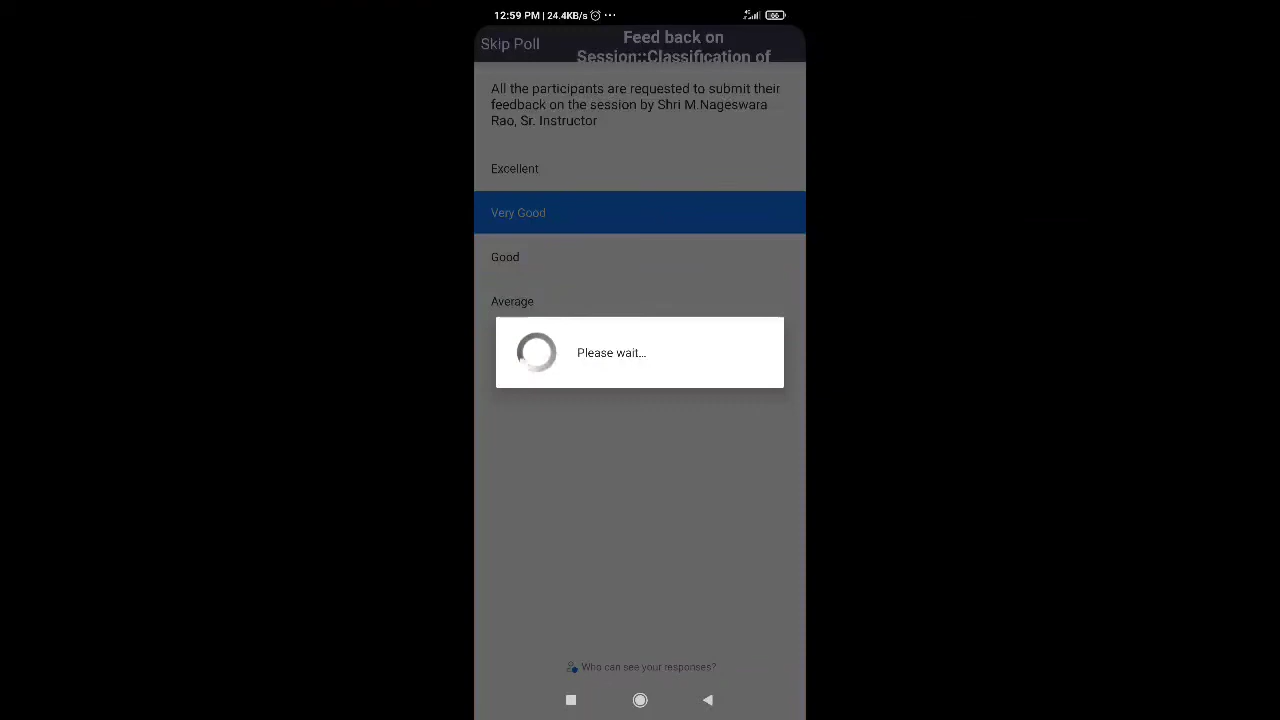 12:59 PM | 24.4KB/s ...
4G 66
Skip Poll
Feed back on
Session::Classification of
All the participants are requested to submit their
feedback on the session by Shri M.Nageswara
Rao, Sr. Instructor
Excellent
Very Good
Good
Average
Please wait...
Who can see your responses?